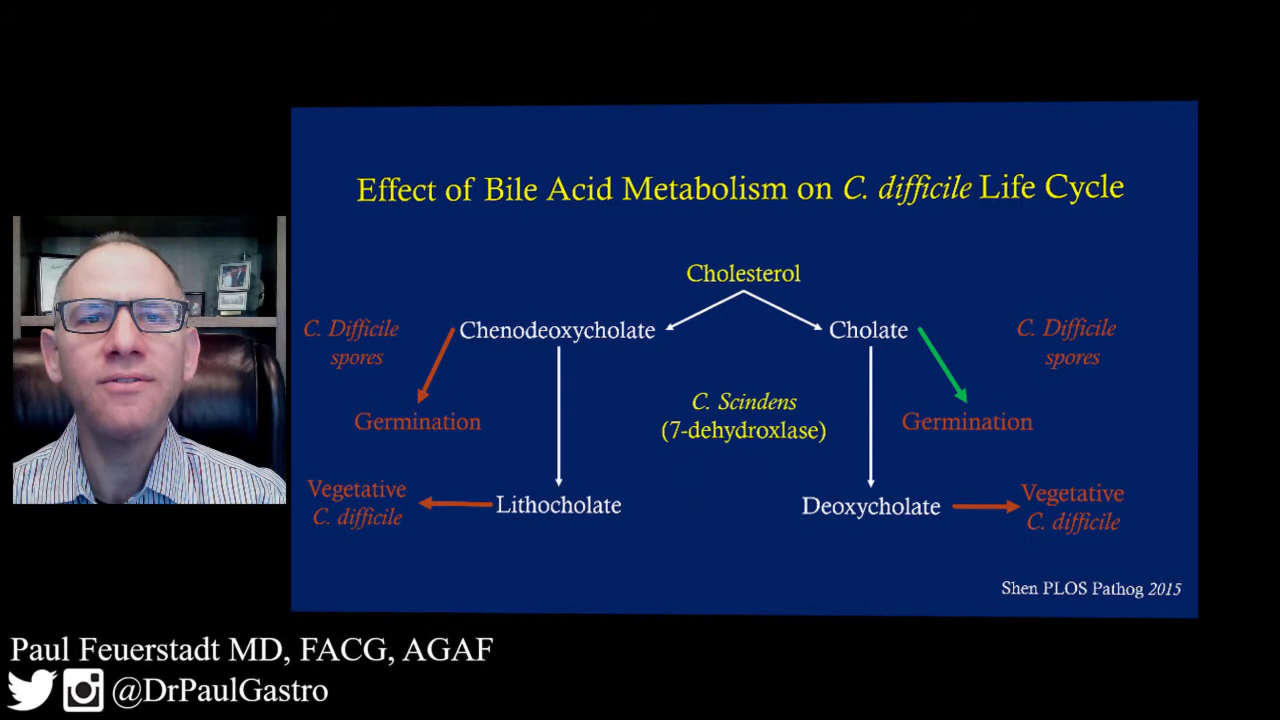 Effect of Bile Acid Metabolism on C. difficile Life Cycle
Cholesterol
C. Difficile
spores
Chenodeoxycholate
Cholate
C. Difficile
spores
Germination
C. Scindens
(7-dehydroxlase)
Germination
Vegetative
C. difficile
Lithocholate
Deoxycholate
Vegetative
C. difficile
Shen PLOS Pathog 2015
Paul Feuerstadt MD, FACG, AGAF
@DrPaulGastro